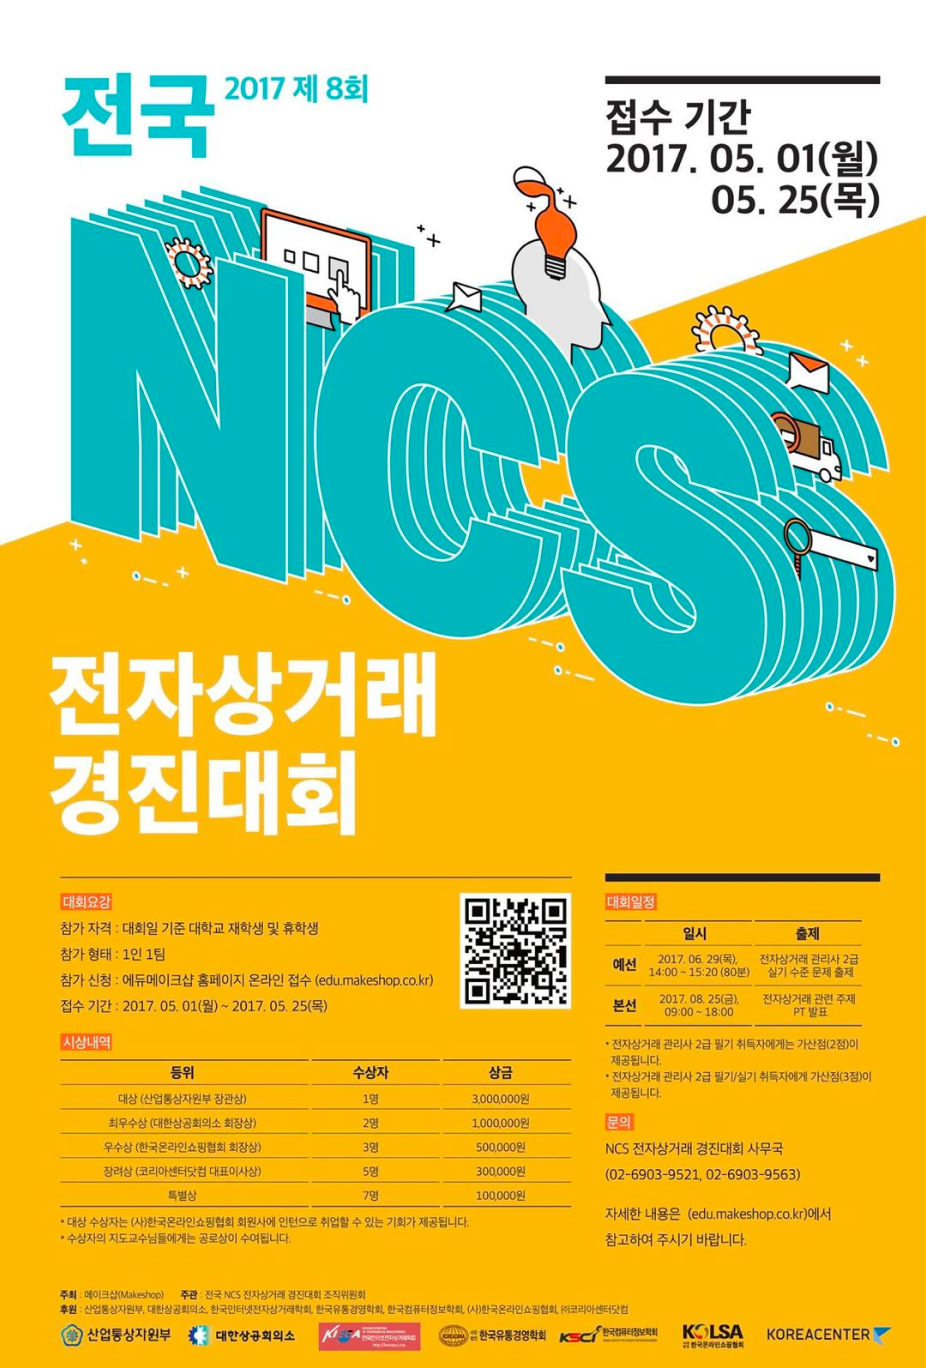 전국 2017 제 8회
접수 기간
2017. 05. 01(월)
05. 25(목)
NCS
전자상거래
경진대회
대회요강
참가 자격 : 대회일 기준 대학교 재학생 및 휴학생
참가 형태 : 1인 1팀
참가 신청 : 에듀메이크샵 홈페이지 온라인 접수 (edu.makeshop.co.kr)
접수 기간 : 2017. 05. 01(월) ~ 2017. 05. 25(목)
시상내역
등위 수상자 상금
대상 (산업통상자원부 장관상) 1명 3,000,000원
최우수상 (대한상공회의소 회장상) 2명 1,000,000원
우수상 (한국온라인쇼핑협회 회장상) 3명 500,000원
장려상 (코리아센터닷컴 대표이사상) 5명 300,000원
특별상 7명 100,000원
* 대상 수상자는 (사)한국온라인쇼핑협회 회원사에 인턴으로 취업할 수 있는 기회가 제공됩니다.
* 수상자의 지도교수님들에게는 공로상이 수여됩니다.
대회일정
일시 출제
예선 2017. 06. 29(목), 전자상거래 관리사 2급
14:00 ~ 15:20 (80분) 실기 수준 문제 출제
본선 2017. 08. 25(금), 전자상거래 관련 주제
09:00 ~ 18:00 PT 발표
* 전자상거래 관리사 2급 필기 취득자에게는 가산점(2점)이
제공됩니다.
* 전자상거래 관리사 2급 필기/실기 취득자에게 가산점(3점)이
제공됩니다.
문의
NCS 전자상거래 경진대회 사무국
(02-6903-9521, 02-6903-9563)
자세한 내용은 (edu.makeshop.co.kr)에서
참고하여 주시기 바랍니다.
주최 : 메이크샵(Makeshop) 주관 : 전국 NCS 전자상거래 경진대회 조직위원회
후원 : 산업통상자원부, 대한상공회의소, 한국인터넷전자상거래학회, 한국유통경영학회, 한국컴퓨터정보학회, (사)한국온라인쇼핑협회, ㈜코리아센터닷컴
산업통상자원부 대한상공회의소 한국인터넷전자상거래학회 한국유통경영학회 KSCI 한국컴퓨터정보학회 KOLSA 한국온라인쇼핑협회 KOREACENTER